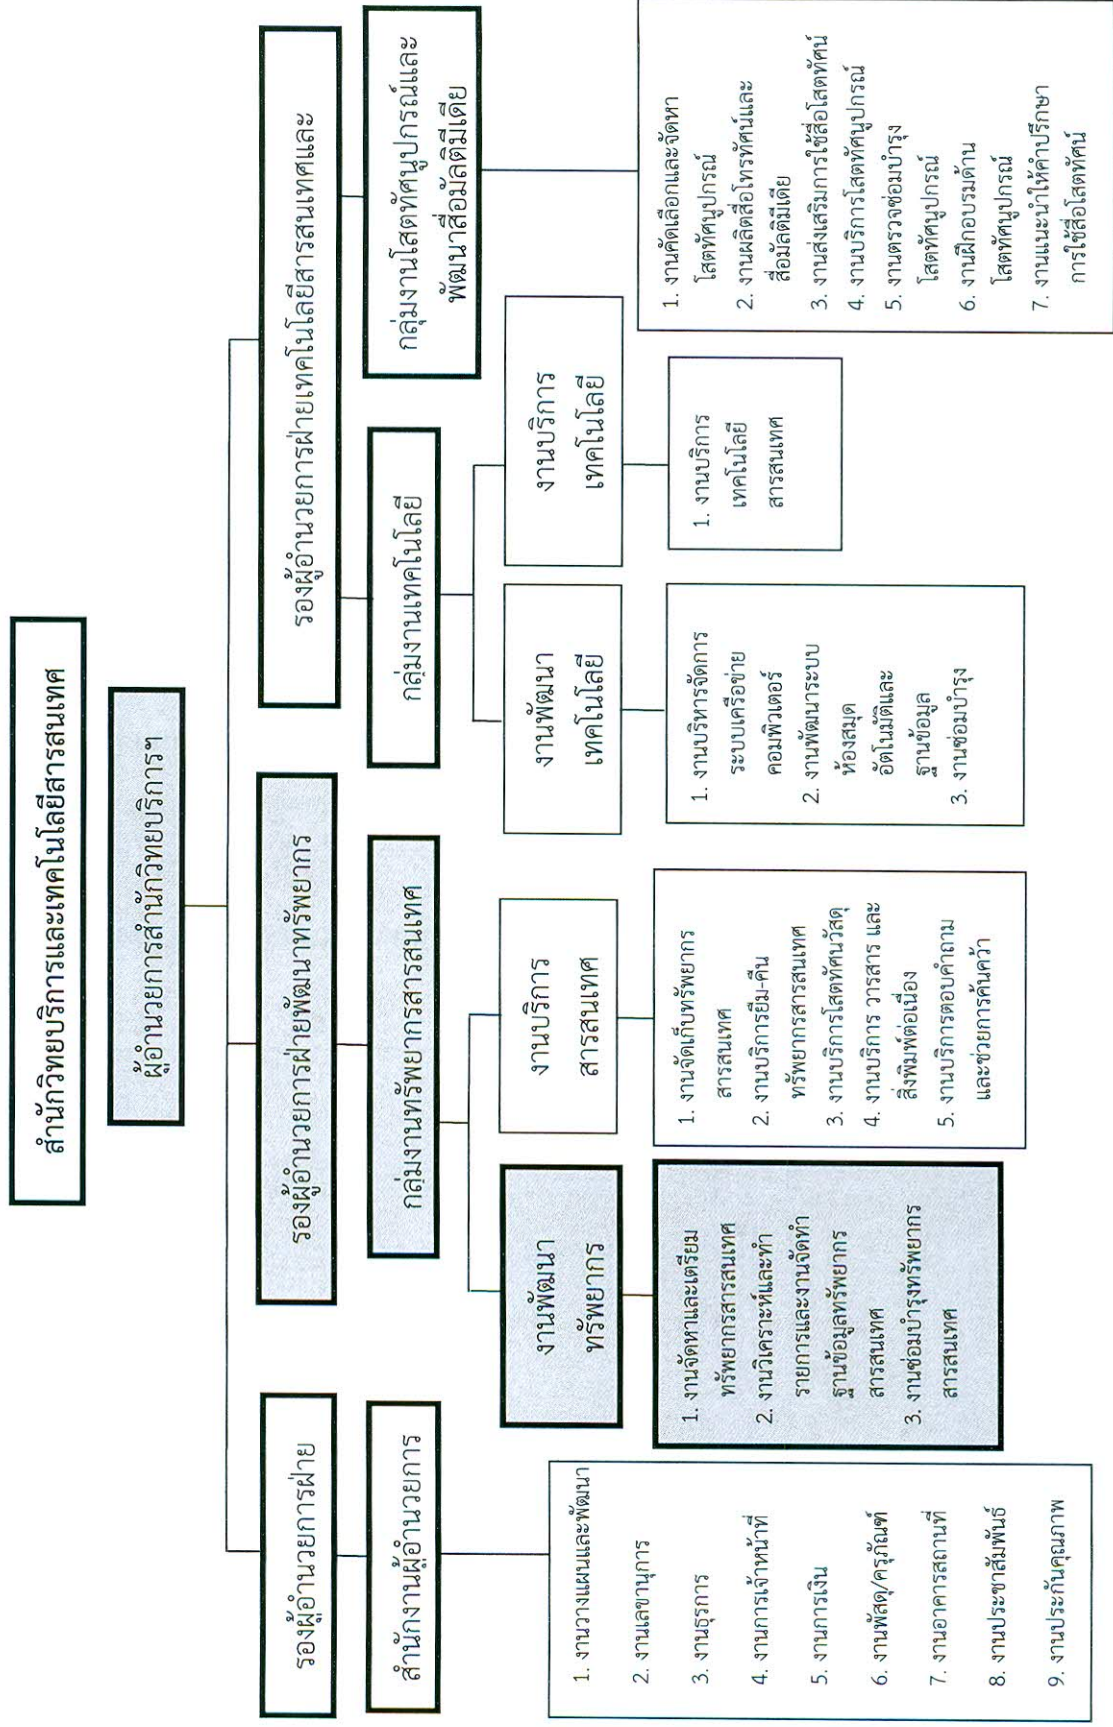 สำนักวิทยบริการและเทคโนโลยีสารสนเทศ
ผู้อำนวยการสำนักวิทยบริการฯ
รองผู้อำนวยการฝ่าย
สำนักงานผู้อำนวยการ
1. งานวางแผนและพัฒนา
2. งานเลขานุการ
3. งานธุรการ
4. งานการเจ้าหน้าที่
5. งานการเงิน
6. งานพัสดุ/ครุภัณฑ์
7. งานอาคารสถานที่
8. งานประชาสัมพันธ์
9. งานประกันคุณภาพ
รองผู้อำนวยการฝ่ายพัฒนาทรัพยากร
กลุ่มงานทรัพยากรสารสนเทศ
งานพัฒนา
ทรัพยากร
1. งานจัดหาและเตรียม
ทรัพยากรสารสนเทศ
2. งานวิเคราะห์และทำ
รายการและงานจัดทำ
ฐานข้อมูลทรัพยากร
สารสนเทศ
3. งานซ่อมบำรุงทรัพยากร
สารสนเทศ
งานบริการ
สารสนเทศ
1. งานจัดเก็บทรัพยากร
สารสนเทศ
2. งานบริการยืม-คืน
ทรัพยากรสารสนเทศ
3. งานบริการโสตทัศนวัสดุ
4. งานบริการ วารสาร และ
สิ่งพิมพ์ต่อเนื่อง
5. งานบริการตอบคำถาม
และช่วยการค้นคว้า
รองผู้อำนวยการฝ่ายเทคโนโลยีสารสนเทศและ
กลุ่มงานเทคโนโลยี
งานพัฒนา
เทคโนโลยี
1. งานบริหารจัดการ
ระบบเครือข่าย
คอมพิวเตอร์
2. งานพัฒนาระบบ
ห้องสมุด
อัตโนมัติและ
ฐานข้อมูล
3. งานซ่อมบำรุง
งานบริการ
เทคโนโลยี
1. งานบริการ
เทคโนโลยี
สารสนเทศ
กลุ่มงานโสตทัศนูปกรณ์และ
พัฒนาสื่อมัลติมีเดีย
1. งานคัดเลือกและจัดหา
โสตทัศนูปกรณ์
2. งานผลิตสื่อโทรทัศน์และ
สื่อมัลติมีเดีย
3. งานส่งเสริมการใช้สื่อโสตทัศน์
4. งานบริการโสตทัศนูปกรณ์
5. งานตรวจซ่อมบำรุง
โสตทัศนูปกรณ์
6. งานฝึกอบรมด้าน
โสตทัศนูปกรณ์
7. งานแนะนำให้คำปรึกษา
การใช้สื่อโสตทัศน์